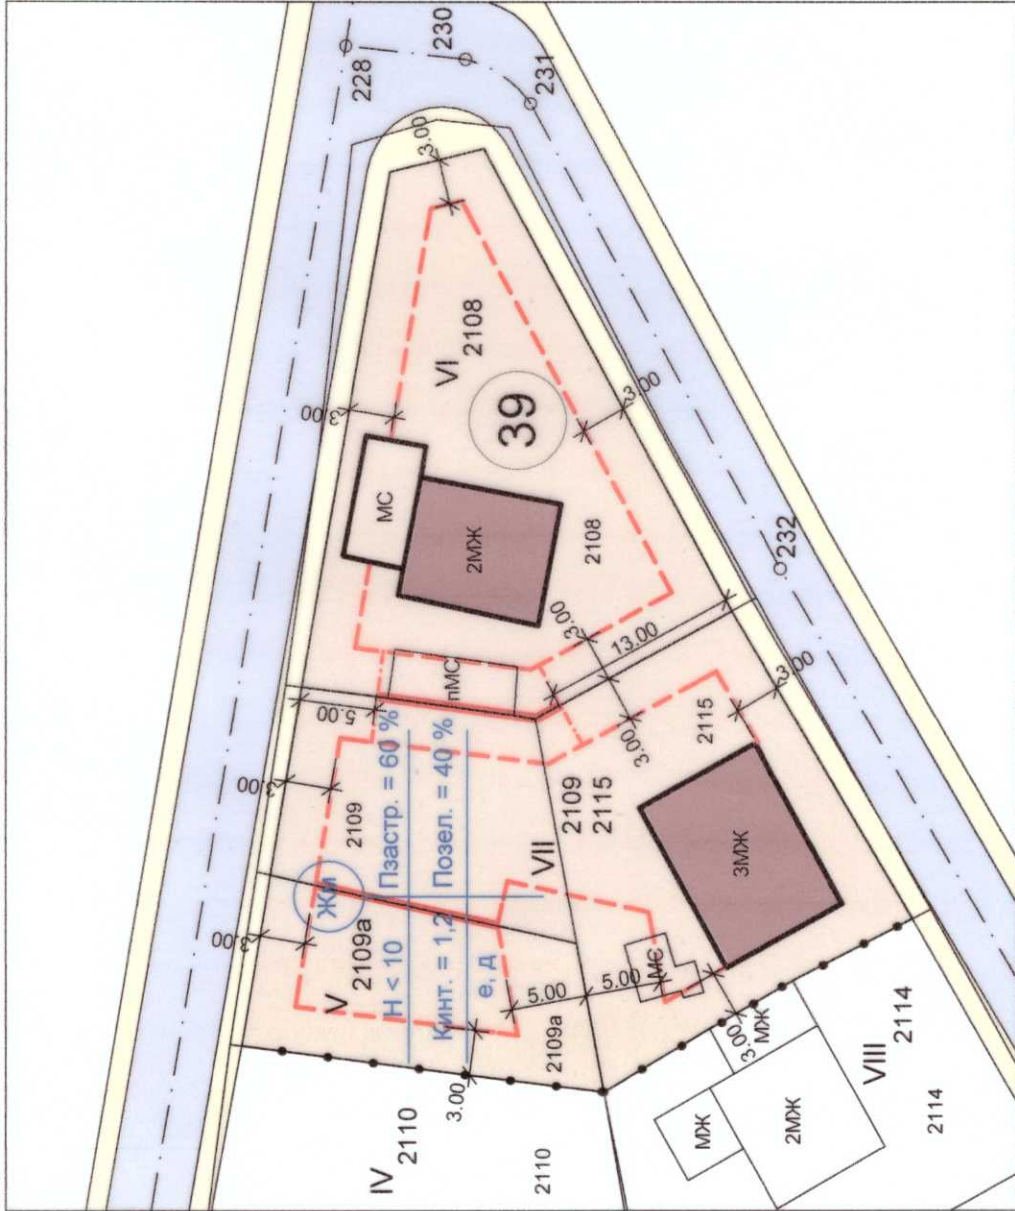 228
230
231
3.00
VI 2108
3.00
39
3.00
МС
2МЖ
2108
232
3.00
13.00
пМС
5.00
3.00
3.00
2115
3.00
2109
2109
2115
VII
3МЖ
ЖМ
Н < 10 Пзастр. = 60 %
Кинт. = 1,2 Позел. = 40 %
е, д
3.00
V 2109а
2109а
5.00
5.00
МС
3.00
МЖ
3.00
IV 2110
2110
VIII 2114
2114
МЖ
2МЖ